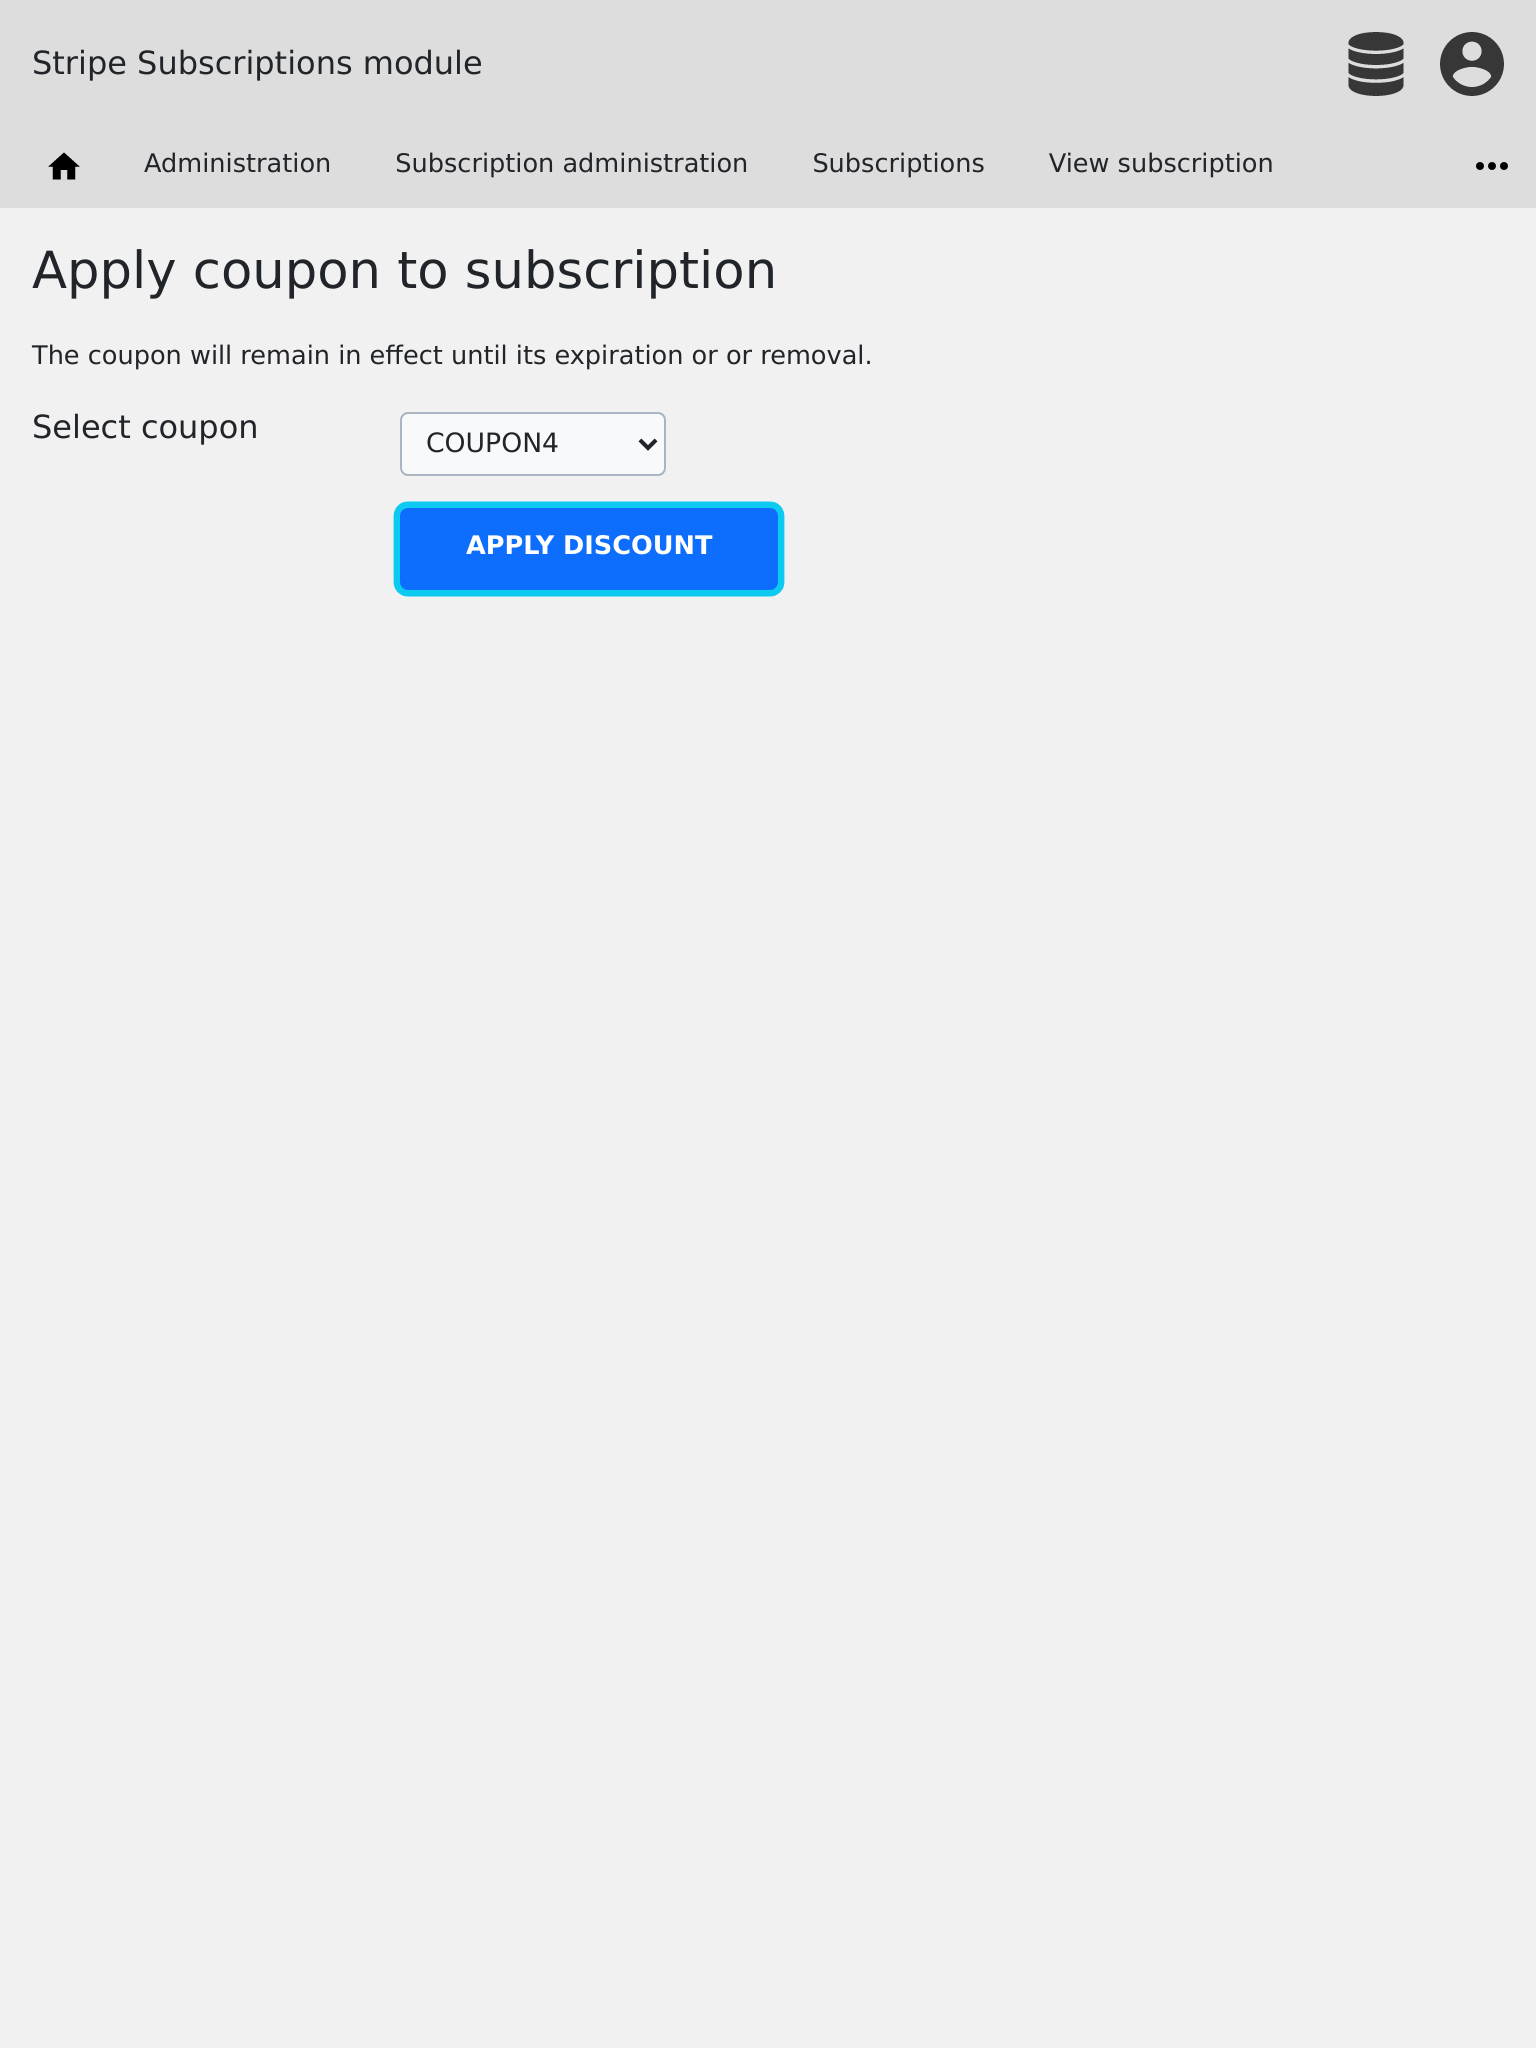 Stripe Subscriptions module
Administration Subscription administration Subscriptions View subscription
Apply coupon to subscription
The coupon will remain in effect until its expiration or or removal.
Select coupon COUPON4
APPLY DISCOUNT